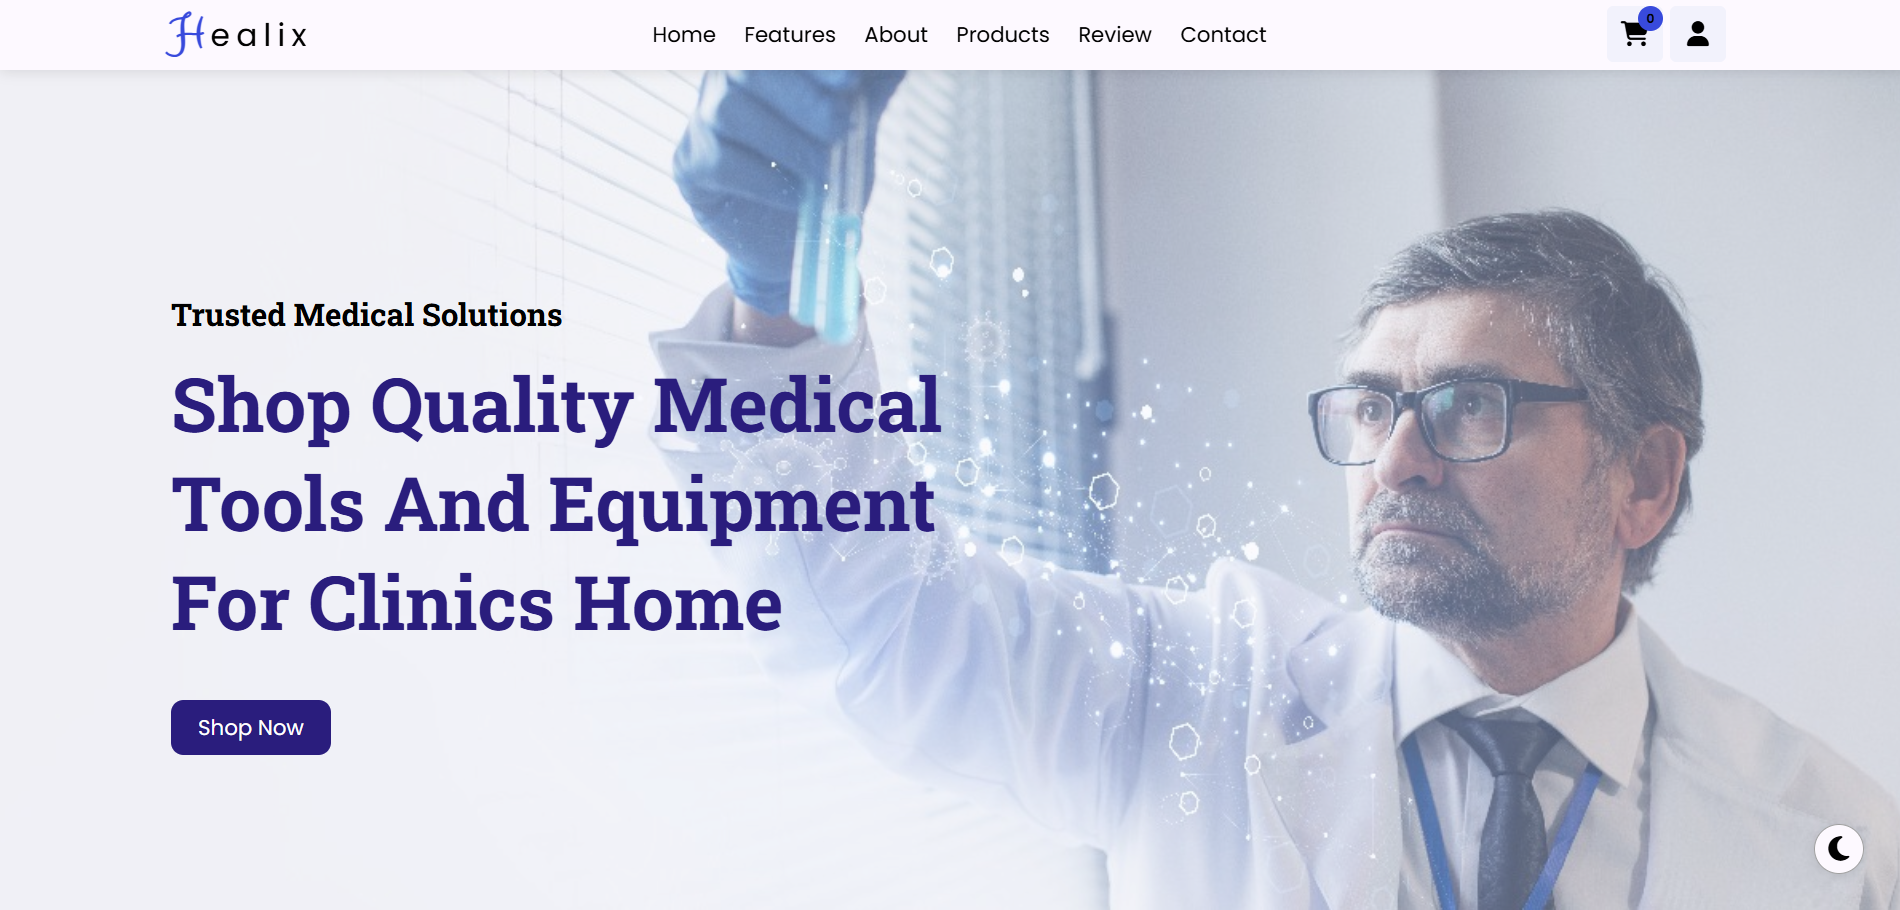 Healix
Home Features About Products Review Contact
0
Trusted Medical Solutions
Shop Quality Medical
Tools And Equipment
For Clinics Home
Shop Now